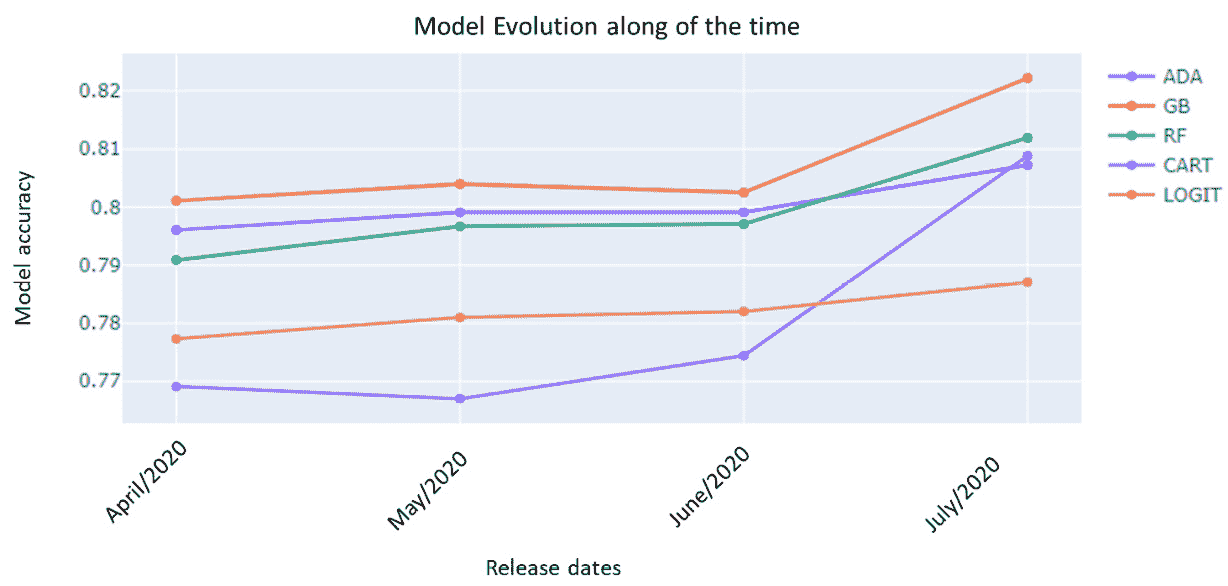 Model Evolution along of the time
ADA
GB
RF
CART
LOGIT
Model accuracy
0.82
0.81
0.8
0.79
0.78
0.77
April/2020
May/2020
June/2020
July/2020
Release dates